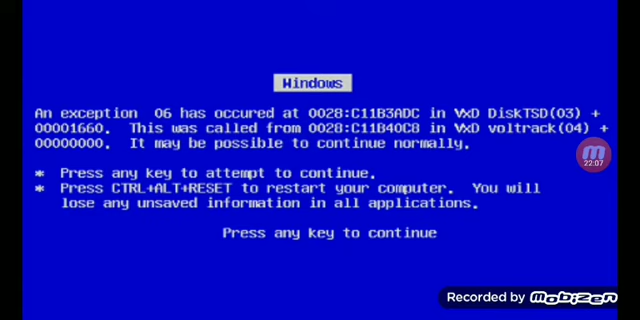 Windows
An exception 06 has occured at 0028:C11B3ADC in VxD DiskTSD(03) +
00001660. This was called from 0028:C11B40C8 in VxD voltrack(04) +
00000000. It may be possible to continue normally.
* Press any key to attempt to continue.
* Press CTRL+ALT+RESET to restart your computer. You will
lose any unsaved information in all applications.
Press any key to continue
22:07
Recorded by mobizen